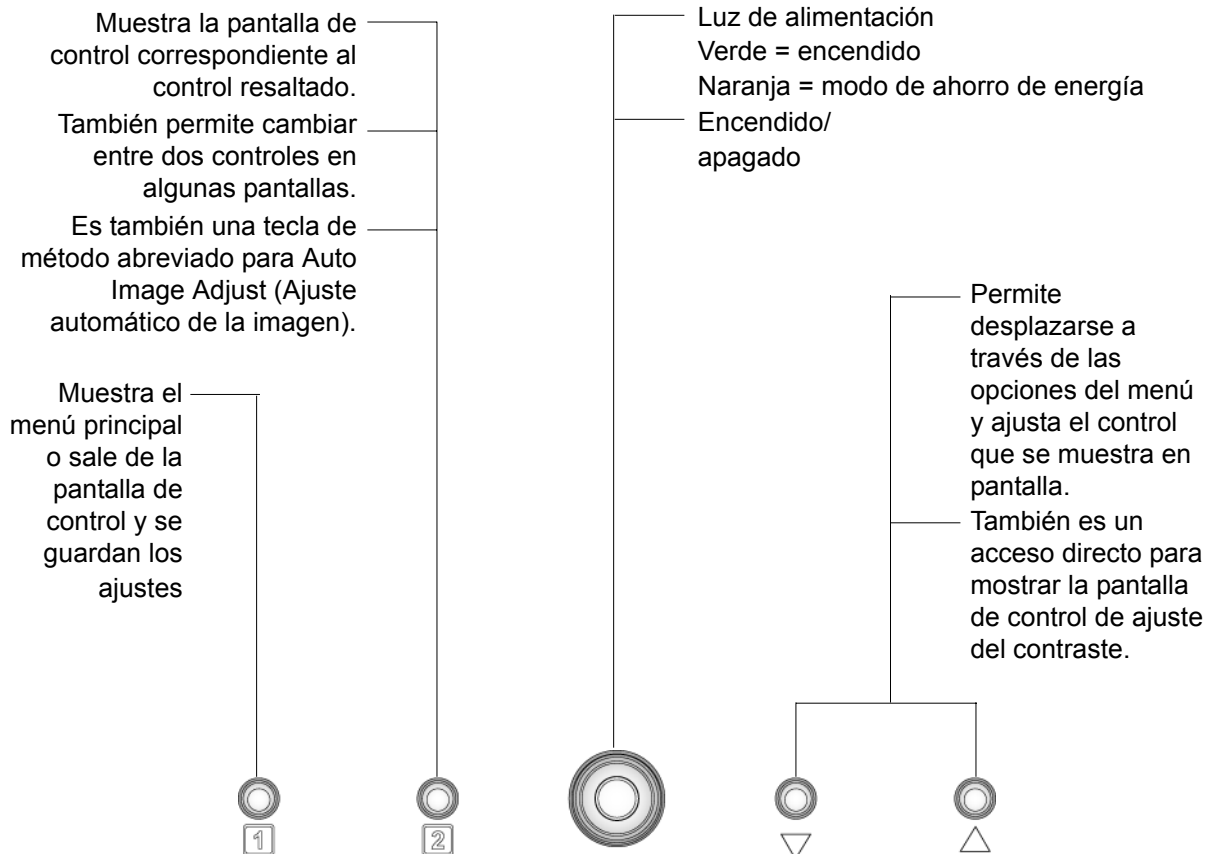 Muestra la pantalla de
control correspondiente al
control resaltado.
También permite cambiar
entre dos controles en
algunas pantallas.
Es también una tecla de
método abreviado para Auto
Image Adjust (Ajuste
automático de la imagen).
Muestra el
menú principal
o sale de la
pantalla de
control y se
guardan los
ajustes
Luz de alimentación
Verde = encendido
Naranja = modo de ahorro de energía
Encendido/
apagado
Permite
desplazarse a
través de las
opciones del menú
y ajusta el control
que se muestra en
pantalla.
También es un
acceso directo para
mostrar la pantalla
de control de ajuste
del contraste.
1
2